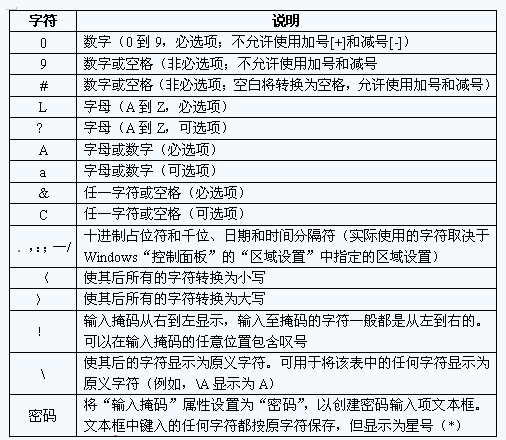 字符 说明
0 数字（0 到 9，必选项；不允许使用加号[+]和减号[-]）
9 数字或空格（非必选项；不允许使用加号和减号
# 数字或空格（非必选项；空白将转换为空格，允许使用加号和减号）
L 字母（A 到 Z，必选项）
? 字母（A 到 Z，可选项）
A 字母或数字（必选项）
a 字母或数字（可选项）
& 任一字符或空格（必选项）
C 任一字符或空格（可选项）
. , : ; —/ 十进制占位符和千位、日期和时间分隔符（实际使用的字符取决于
Windows“控制面板”的“区域设置”中指定的区域设置）
〈 使其后所有的字符转换为小写
〉 使其后所有的字符转换为大写
! 输入掩码从右到左显示，输入至掩码的字符一般都是从左到右的。
可以在输入掩码的任意位置包含叹号
\ 使其后的字符显示为原义字符。可用于将该表中的任何字符显示为
原义字符（例如，\A 显示为 A）
密码 将“输入掩码”属性设置为“密码”，以创建密码输入项文本框。
文本框中键入的任何字符都按原字符保存，但显示为星号（*）